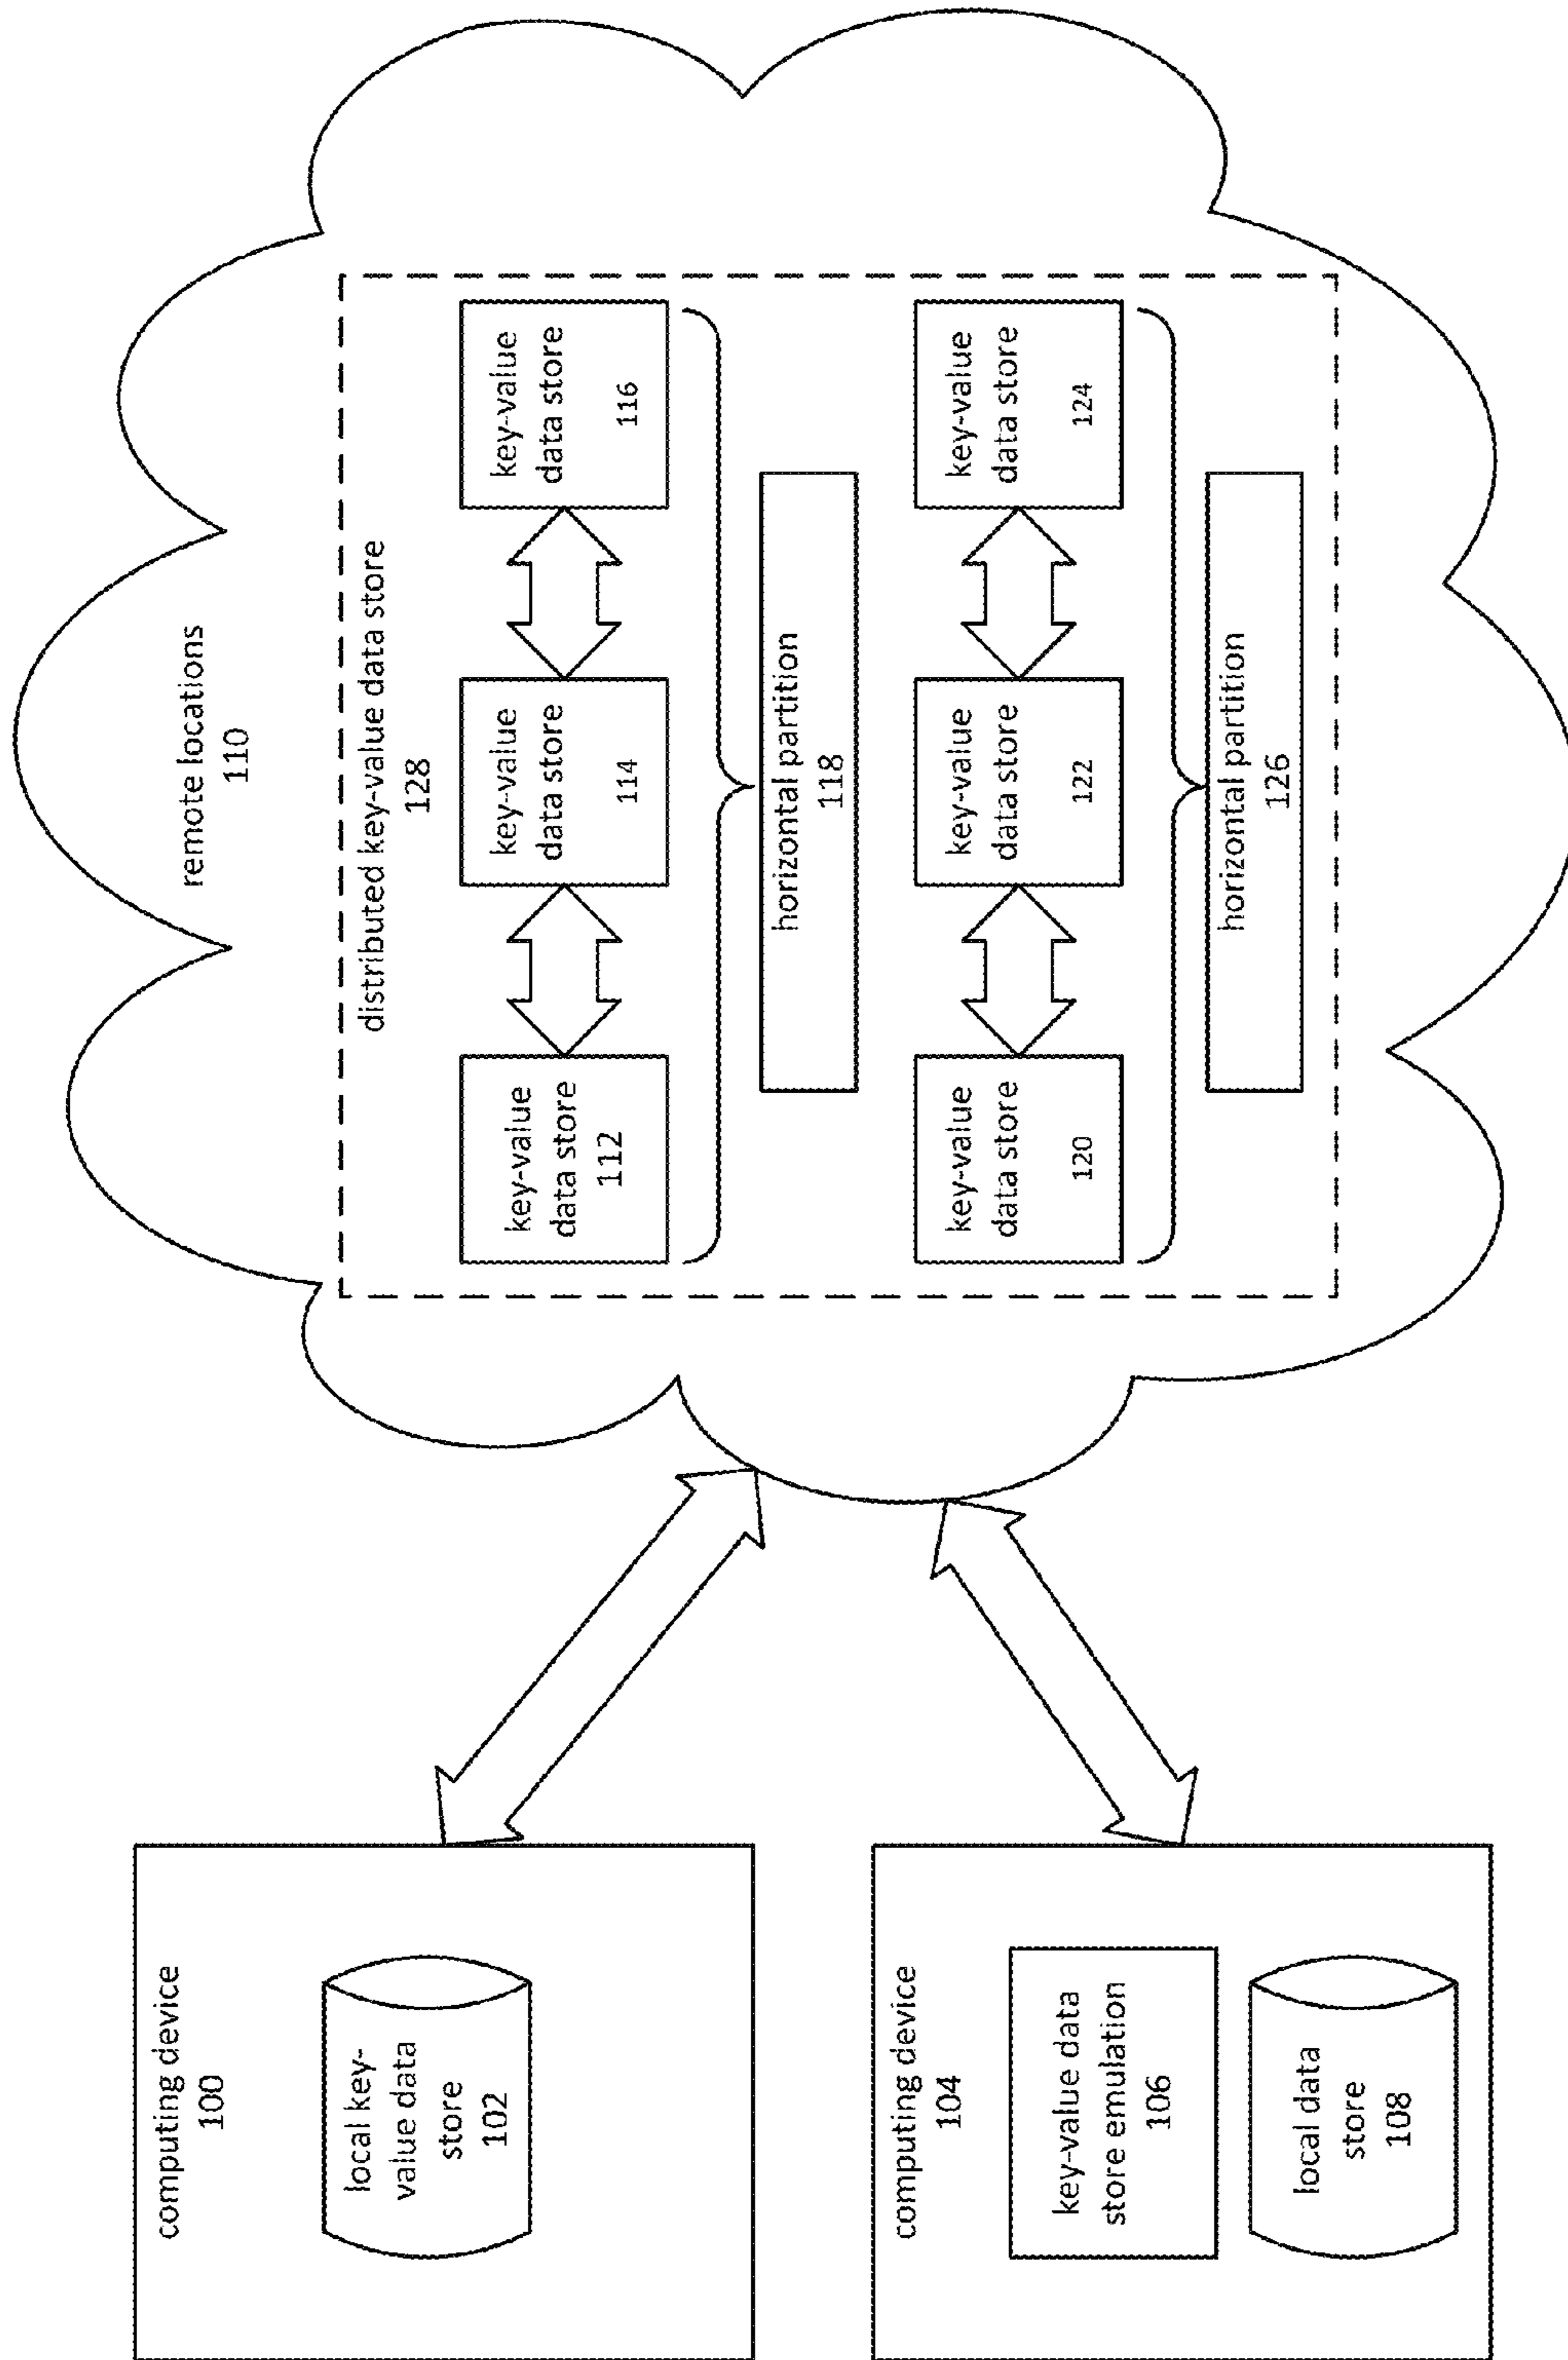 computing device
100
local key-
value data
store
102
computing device
104
key-value data
store emulation
106
local data
store
108
remote locations
110
distributed key-value data store
128
key-value
data store
112
key-value
data store
114
key-value
data store
116
horizontal partition
118
key-value
data store
120
key-value
data store
122
key-value
data store
124
horizontal partition
126